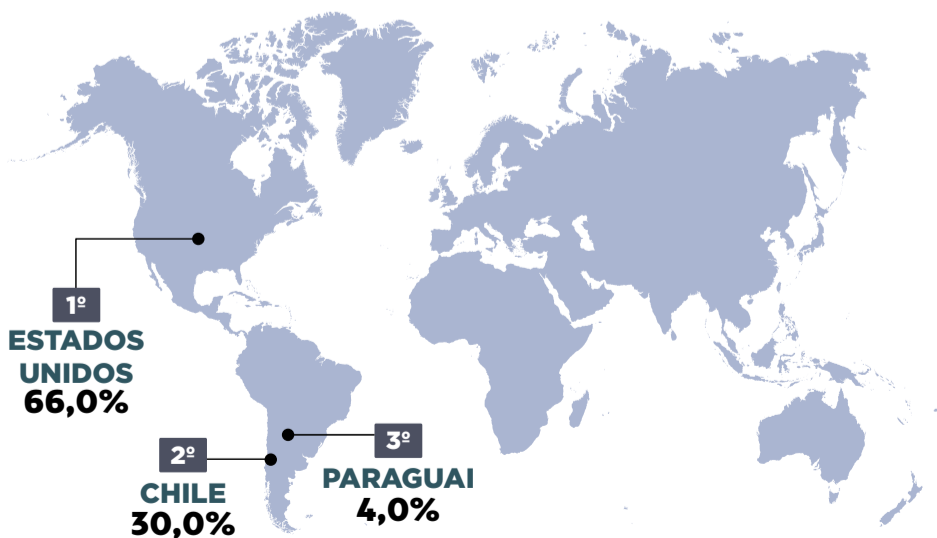 1º
ESTADOS
UNIDOS
66,0%
2º
CHILE
30,0%
3º
PARAGUAI
4,0%